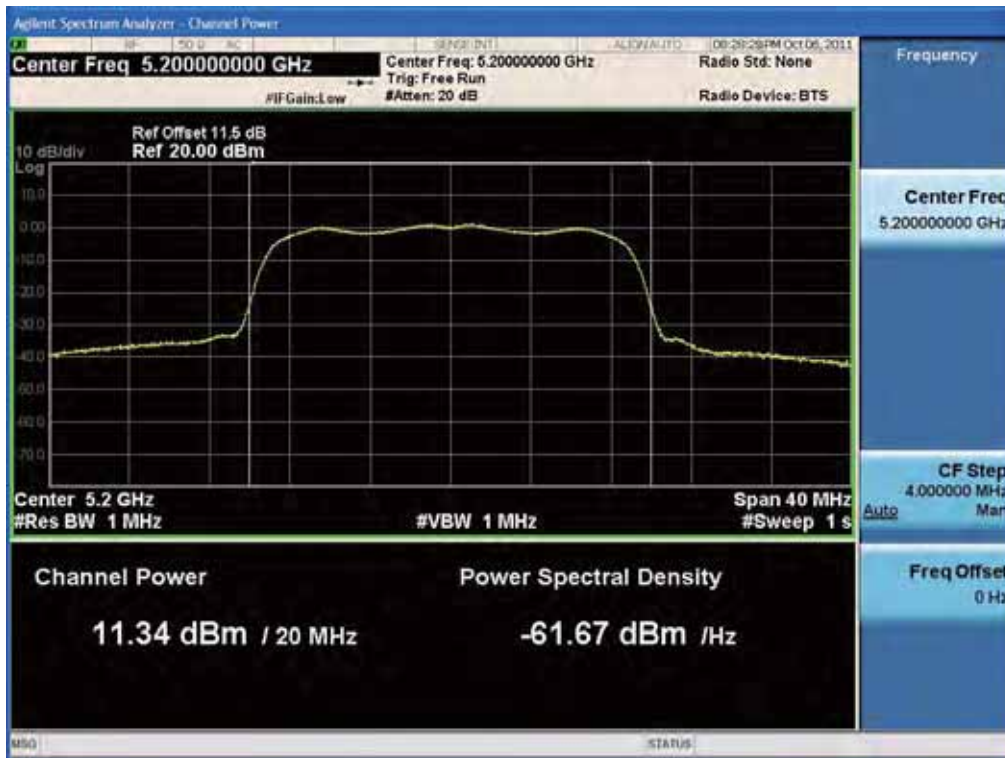 Agilent Spectrum Analyzer - Channel Power
RF 50 Ω AC SENSE:INT ALIGN AUTO 08:28:28 PM Oct 06, 2011
Center Freq 5.200000000 GHz
Center Freq: 5.200000000 GHz
Radio Std: None
Trig: Free Run
#IFGain:Low
#Atten: 20 dB
Radio Device: BTS
Ref Offset 11.5 dB
10 dB/div Ref 20.00 dBm
Log
10.0
0.00
-10.0
-20.0
-30.0
-40.0
-50.0
-60.0
-70.0
Center 5.2 GHz
Span 40 MHz
#Res BW 1 MHz
#VBW 1 MHz
#Sweep 1 s
Channel Power
Power Spectral Density
11.34 dBm / 20 MHz
-61.67 dBm /Hz
MSG
STATUS
Frequency
Center Freq
5.200000000 GHz
CF Step
4.000000 MHz
Auto Man
Freq Offset
0 Hz